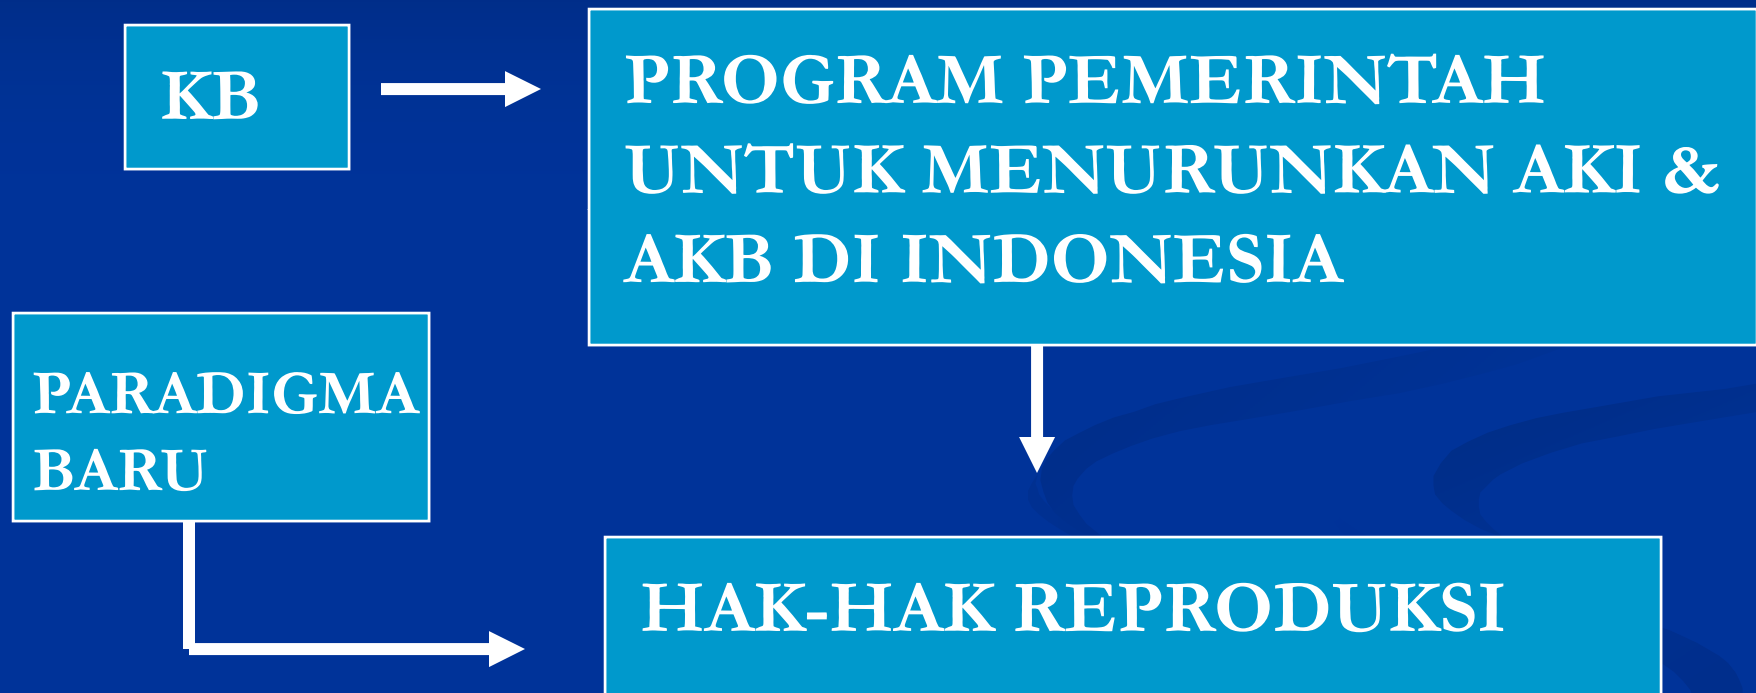 KB
PROGRAM PEMERINTAH
UNTUK MENURUNKAN AKI &
AKB DI INDONESIA
PARADIGMA
BARU
HAK-HAK REPRODUKSI